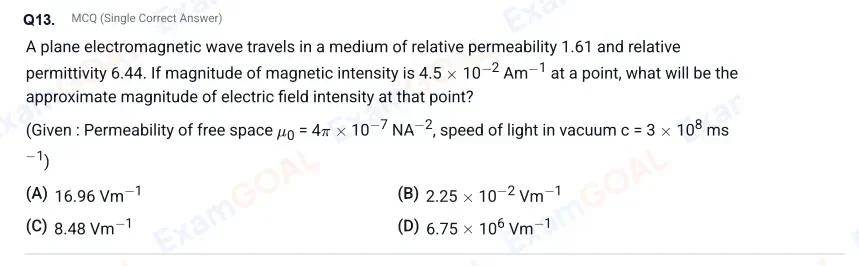 Q13. MCQ (Single Correct Answer)
A plane electromagnetic wave travels in a medium of relative permeability 1.61 and relative
permittivity 6.44. If magnitude of magnetic intensity is 4.5 × 10⁻² Am⁻¹ at a point, what will be the
approximate magnitude of electric field intensity at that point?
(Given : Permeability of free space μ₀ = 4π × 10⁻⁷ NA⁻², speed of light in vacuum c = 3 × 10⁸ ms
⁻¹)
(A) 16.96 Vm⁻¹ (B) 2.25 × 10⁻² Vm⁻¹
(C) 8.48 Vm⁻¹ (D) 6.75 × 10⁶ Vm⁻¹
ExamGOAL
ExamGOAL